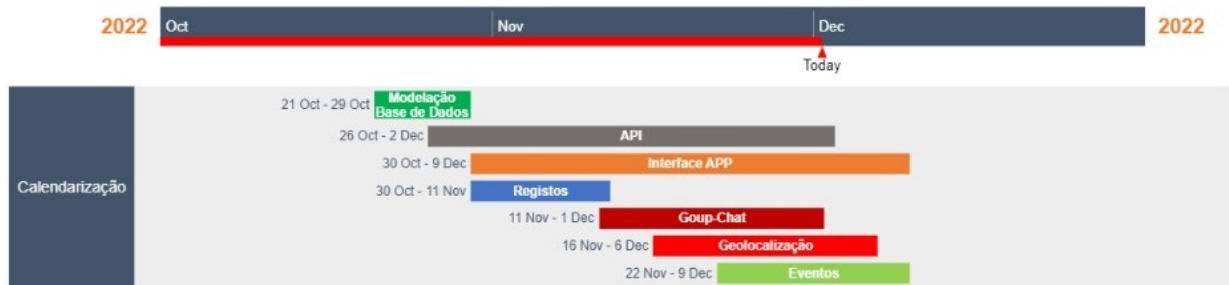 2022 Oct Nov Dec 2022
Today
21 Oct - 29 Oct Modelação
Base de Dados
26 Oct - 2 Dec API
30 Oct - 9 Dec Interface APP
Calendarização
30 Oct - 11 Nov Registos
11 Nov - 1 Dec Goup-Chat
16 Nov - 6 Dec Geolocalização
22 Nov - 9 Dec Eventos